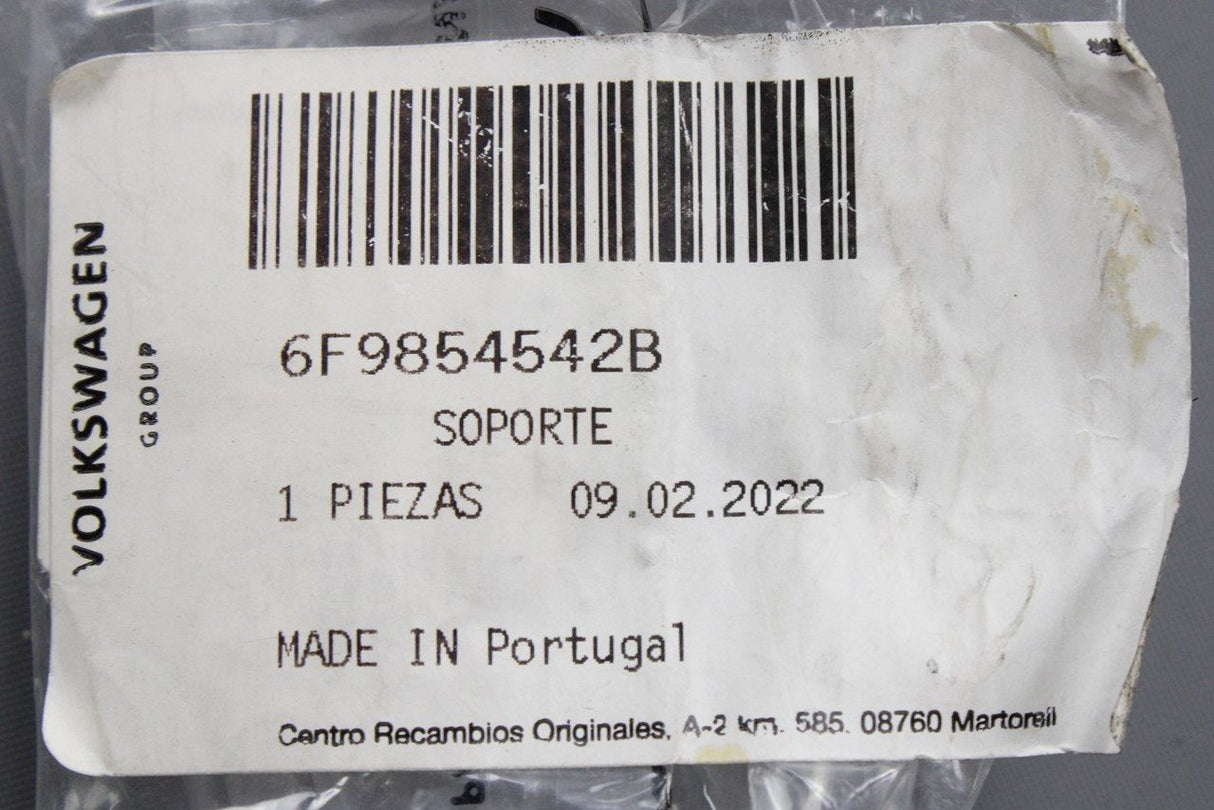 VOLKSWAGEN
GROUP
6F9854542B
SOPORTE
1 PIEZAS 09.02.2022
MADE IN Portugal
Centro Recambios Originales, A-2 km. 585. 08760 Martorell